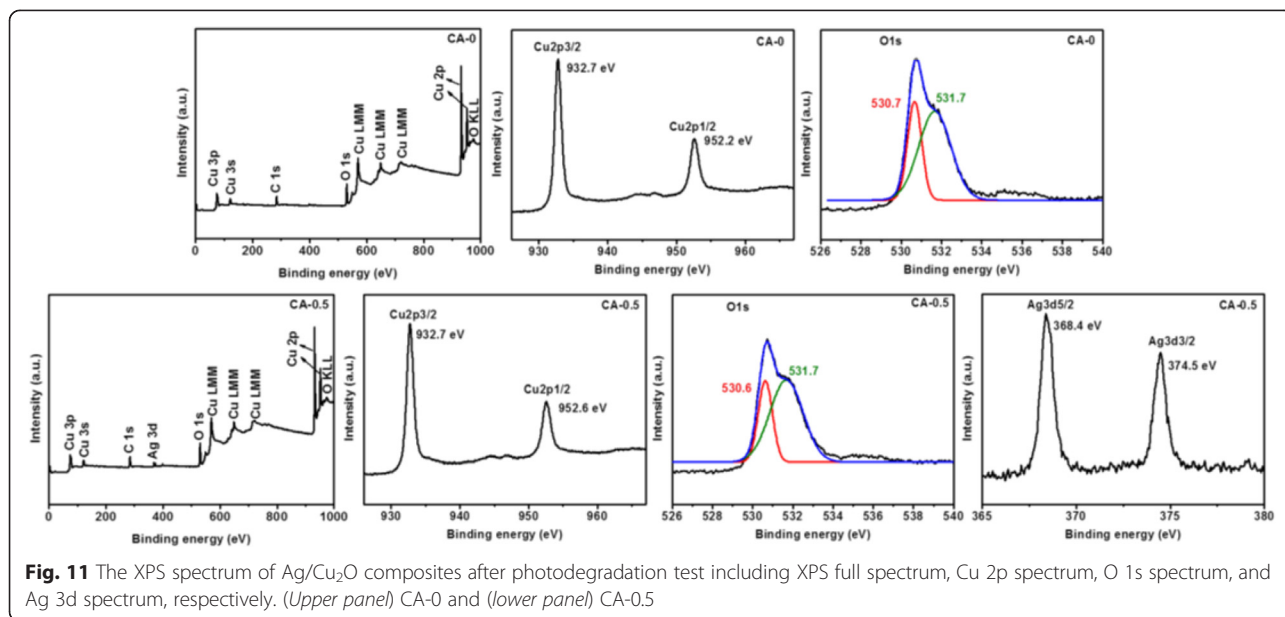 CA-0
Intensity (a.u.)
Cu 3p
Cu 3s
C 1s
O 1s
Cu LMM
Cu LMM
Cu LMM
Cu 2p
O KLL
0 200 400 600 800 1000
Binding energy (eV)
CA-0
Intensity (a.u.)
Cu2p3/2
932.7 eV
Cu2p1/2
952.2 eV
930 940 950 960
Binding energy (eV)
O1s
CA-0
Intensity (a.u.)
530.7
531.7
526 528 530 532 534 536 538 540
Binding energy (eV)
CA-0.5
Intensity (a.u.)
Cu 3p
Cu 3s
C 1s
Ag 3d
O 1s
Cu LMM
Cu LMM
Cu LMM
Cu 2p
O KLL
0 200 400 600 800 1000
Binding energy (eV)
CA-0.5
Intensity (a.u.)
Cu2p3/2
932.7 eV
Cu2p1/2
952.6 eV
930 940 950 960
Binding energy (eV)
O1s
CA-0.5
Intensity (a.u.)
530.6
531.7
526 528 530 532 534 536 538 540
Binding energy (eV)
CA-0.5
Intensity (a.u.)
Ag3d5/2
368.4 eV
Ag3d3/2
374.5 eV
365 370 375 380
Binding energy (eV)
Fig. 11 The XPS spectrum of Ag/Cu₂O composites after photodegradation test including XPS full spectrum, Cu 2p spectrum, O 1s spectrum, and
Ag 3d spectrum, respectively. (Upper panel) CA-0 and (lower panel) CA-0.5